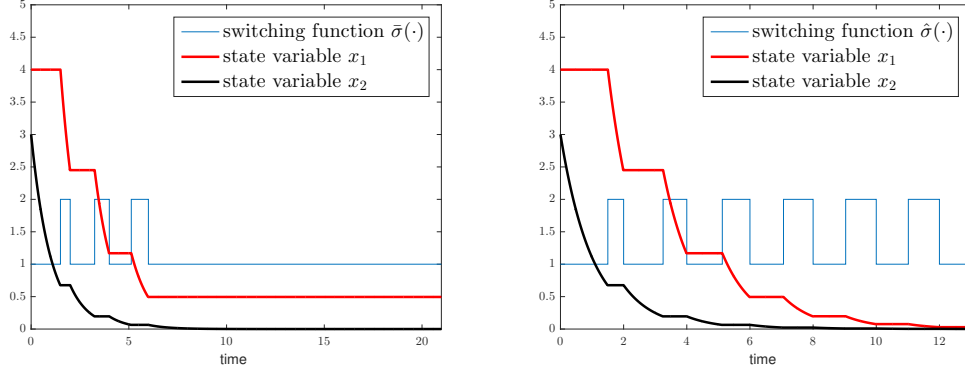 5
4.5
4
3.5
3
2.5
2
1.5
1
0.5
0
0 5 10 15 20
time
switching function σ̄(·)
state variable x₁
state variable x₂
5
4.5
4
3.5
3
2.5
2
1.5
1
0.5
0
0 2 4 6 8 10 12
time
switching function σ̂(·)
state variable x₁
state variable x₂